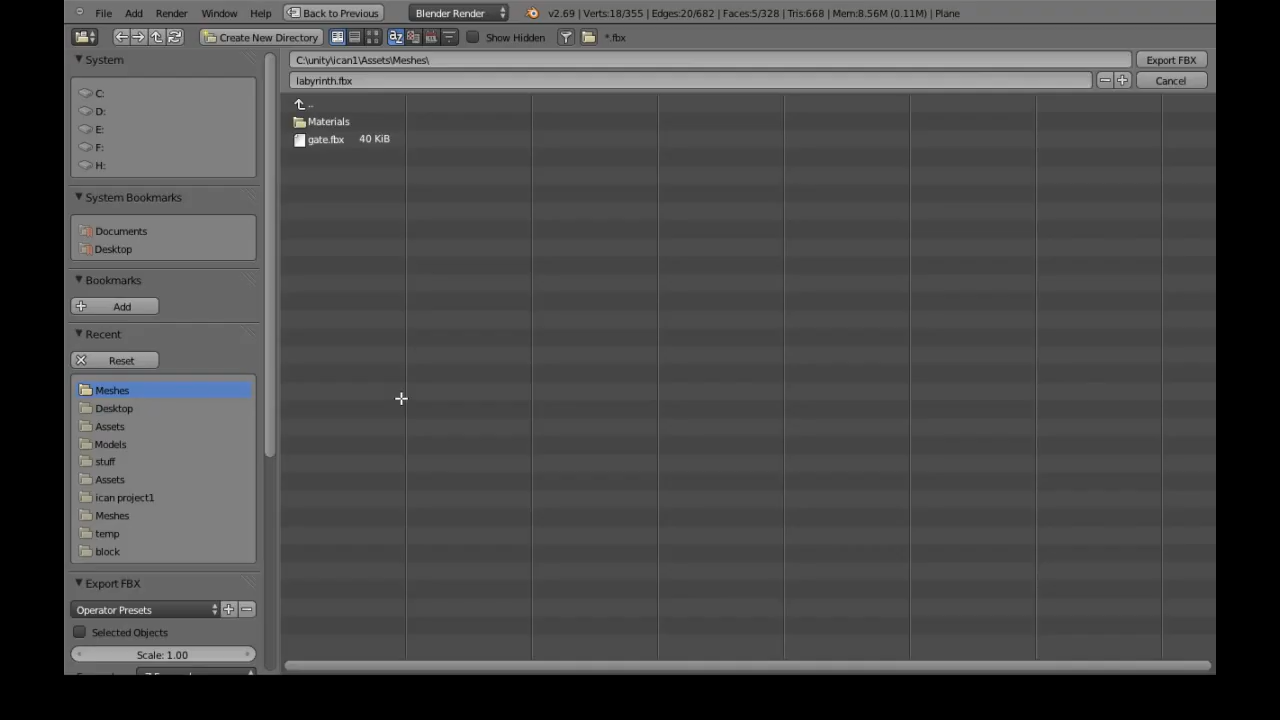 File Add Render Window Help Back to Previous Blender Render v2.69 | Verts:18/355 | Edges:20/682 | Faces:5/328 | Tris:668 | Mem:8.56M (0.11M) | Plane
Create New Directory Show Hidden *.fbx
System
C:
D:
E:
F:
H:
System Bookmarks
Documents
Desktop
Bookmarks
Add
Recent
Reset
Meshes
Desktop
Assets
Models
stuff
Assets
ican project1
Meshes
temp
block
Export FBX
Operator Presets
Selected Objects
Scale: 1.00
C:\unity\ican1\Assets\Meshes\ Export FBX
labyrinth.fbx Cancel
..
Materials
gate.fbx 40 KiB